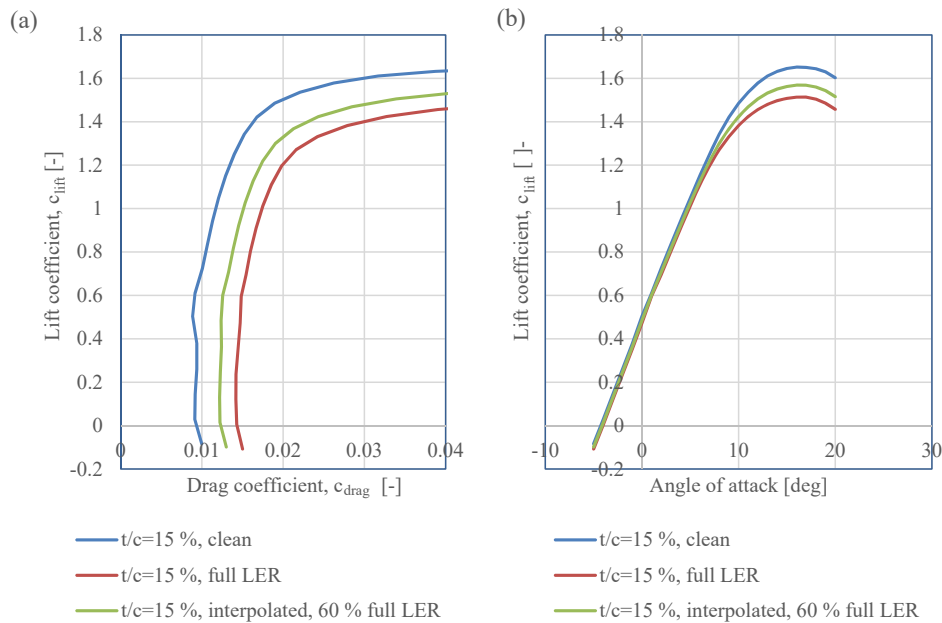 (a)
1.8
1.6
1.4
1.2
1
0.8
0.6
0.4
0.2
0
-0.2
Lift coefficient, clift [-]
0 0.01 0.02 0.03 0.04
Drag coefficient, cdrag [-]
t/c=15 %, clean
t/c=15 %, full LER
t/c=15 %, interpolated, 60 % full LER
(b)
1.8
1.6
1.4
1.2
1
0.8
0.6
0.4
0.2
0
-0.2
Lift coefficient, clift [ ]-
-10 0 10 20 30
Angle of attack [deg]
t/c=15 %, clean
t/c=15 %, full LER
t/c=15 %, interpolated, 60 % full LER